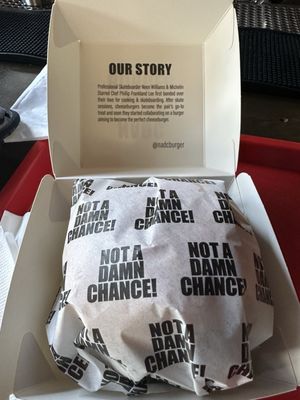 OUR STORY
Professional Skateboarder Neen Williams & Michelin
Starred Chef Phillip Frankland Lee first bonded over
their love for cooking & skateboarding. After skate
sessions, cheeseburgers became the pair's go-to
treat and soon they started collaborating on a burger
aiming to become the perfect cheeseburger.
@nadcburger
NOT A
DAMN
CHANCE!
NOT A
DAMN
CHANCE!
NOT A
DAMN
CHANCE!
NOT A
DAMN
CHANCE!
NOT A
DAMN
CHANCE!
NOT A